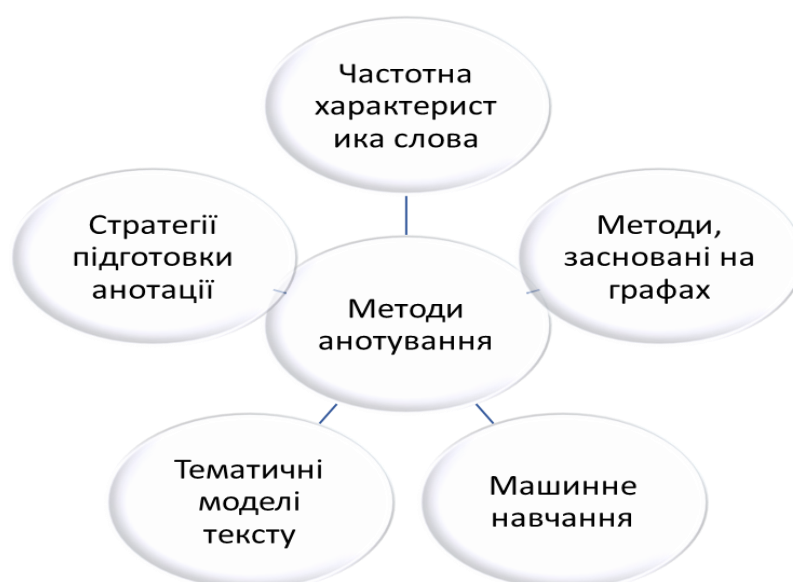 Частотна
характерист
ика слова
Стратегії
підготовки
анотації
Методи,
засновані на
графах
Методи
анотування
Тематичні
моделі
тексту
Машинне
навчання